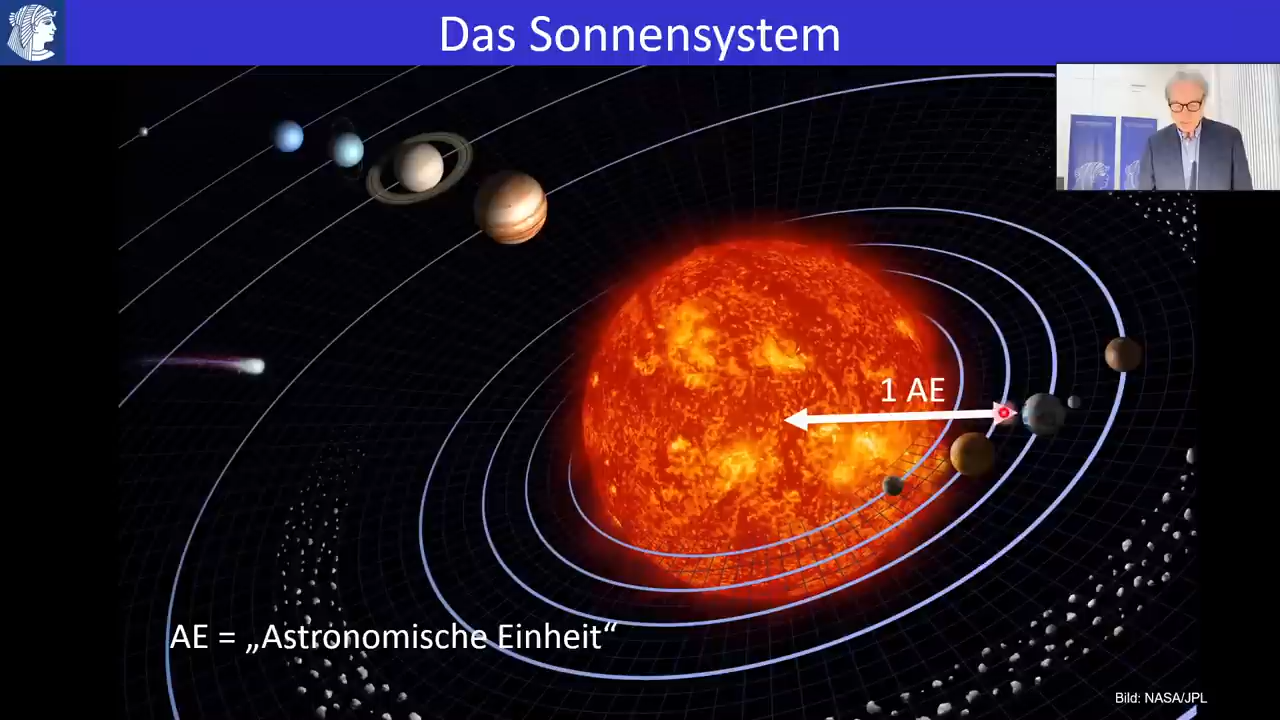 Das Sonnensystem
1 AE
AE = „Astronomische Einheit“
Bild: NASA/JPL